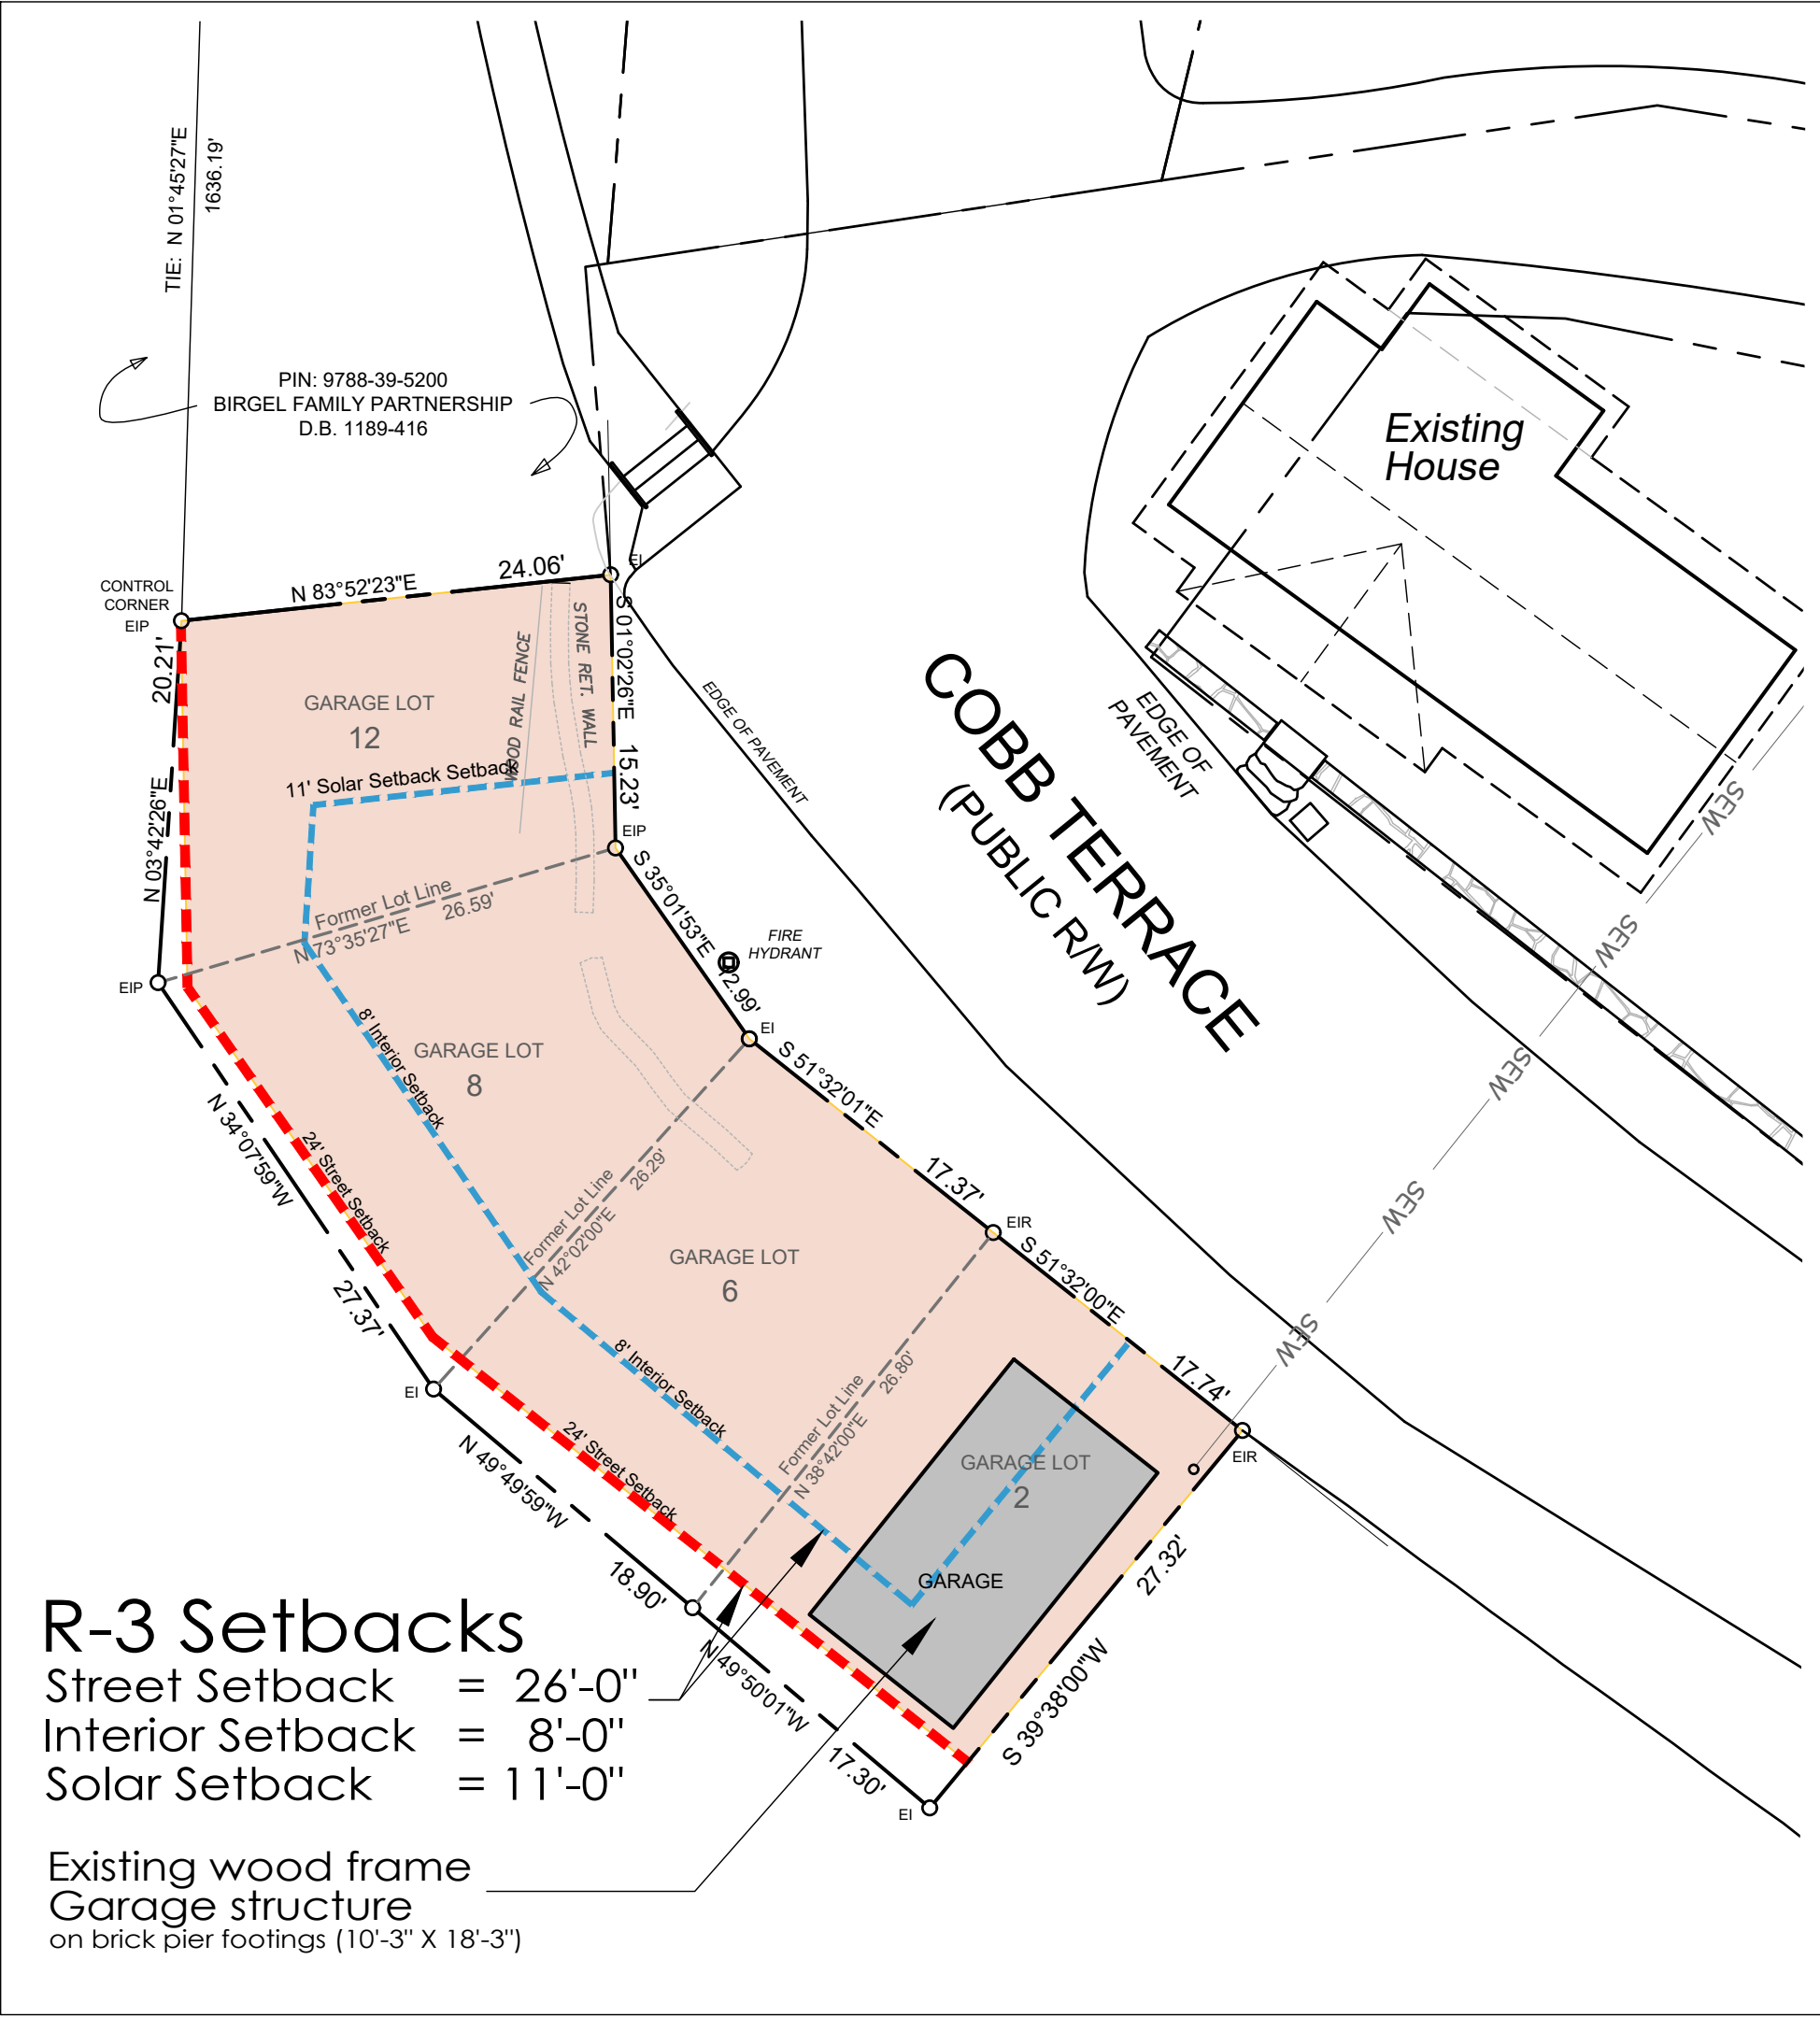 TIE:  N 01°45'27"E
1636.19'
PIN: 9788-39-5200
BIRGEL FAMILY PARTNERSHIP
D.B. 1189-416
Existing
House
CONTROL
CORNER
EIP
N 83°52'23"E
24.06'
EI
20.21'
N 03°42'26"E
S 01°02'26"E
15.23'
GARAGE LOT
12
WOOD RAIL FENCE
STONE RET. WALL
11' Solar Setback Setback
EDGE OF PAVEMENT
EDGE OF
PAVEMENT
COBB TERRACE
(PUBLIC R/W)
SEW
SEW
SEW
SEW
SEW
EIP
Former Lot Line
26.59'
N 73°35'27"E
S 35°01'53"E
12.99'
FIRE
HYDRANT
EIP
EI
8' Interior Setback
GARAGE LOT
8
S 51°32'01"E
17.37'
N 34°07'59"W
27.37'
24' Street Setback
Former Lot Line
26.29'
N 42°02'00"E
EIR
GARAGE LOT
6
S 51°32'00"E
17.74'
8' Interior Setback
EI
24' Street Setback
N 49°49'59"W
18.90'
Former Lot Line
26.80'
N 38°42'00"E
GARAGE LOT
2
GARAGE
EIR
27.32'
S 39°38'00"W
N 49°50'01"W
17.30'
EI
R-3 Setbacks
Street Setback = 26'-0"
Interior Setback = 8'-0"
Solar Setback = 11'-0"
Existing wood frame
Garage structure
on brick pier footings (10'-3" X 18'-3")